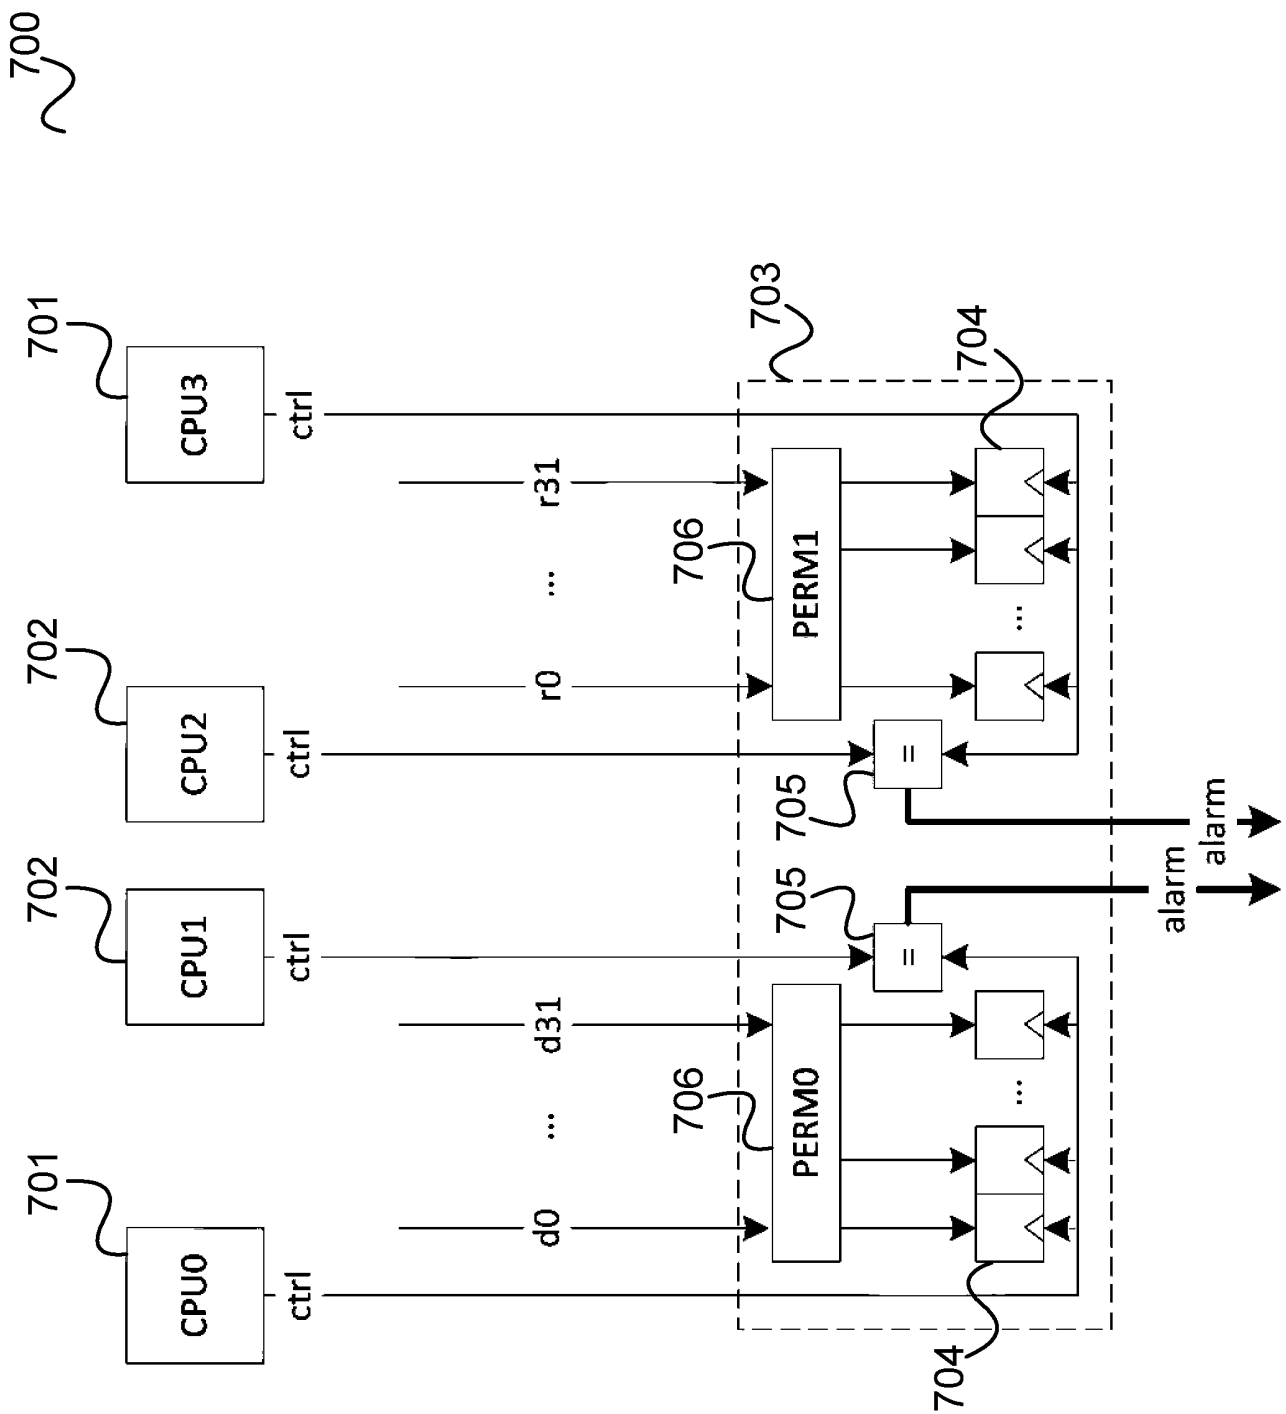 700
701 702 702 701
CPU0 CPU1 CPU2 CPU3
ctrl ctrl ctrl ctrl
d0 ... d31 r0 ... r31
706 706
703
705 705
PERM0 PERM1
= =
704 704
... ...
alarm
alarm